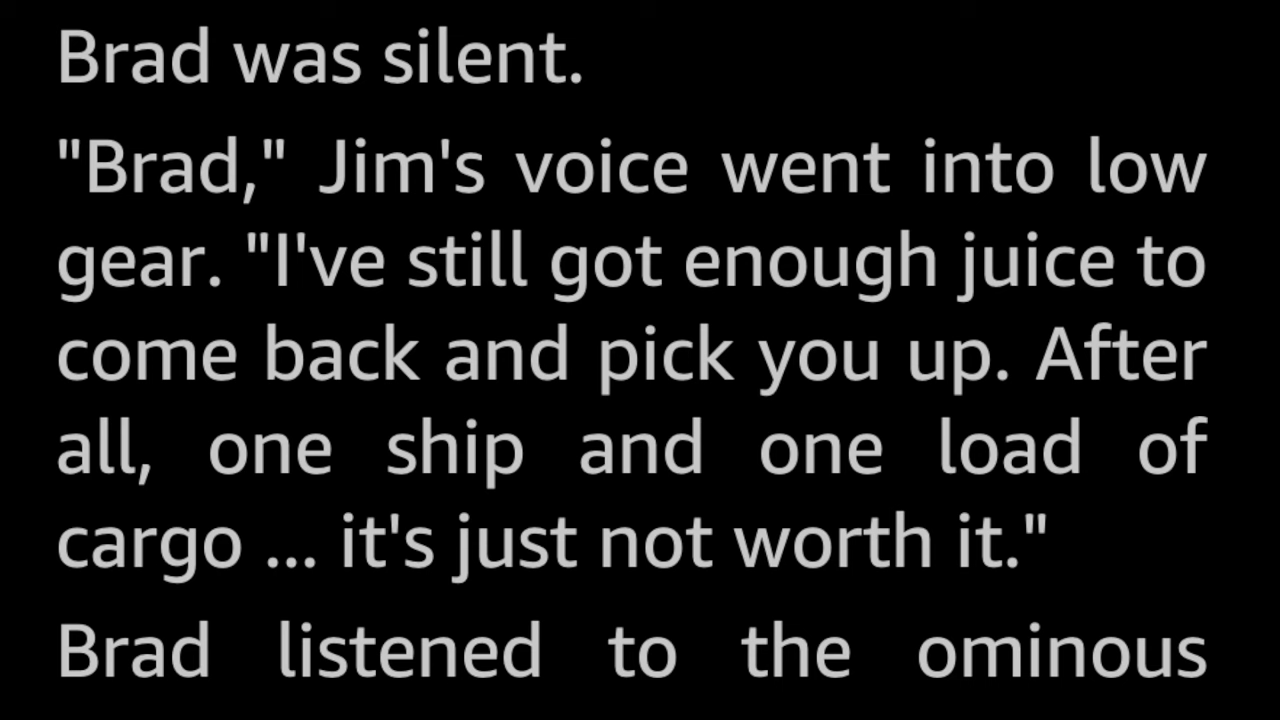 Brad was silent.
"Brad," Jim's voice went into low
gear. "I've still got enough juice to
come back and pick you up. After
all, one ship and one load of
cargo ... it's just not worth it."
Brad listened to the ominous